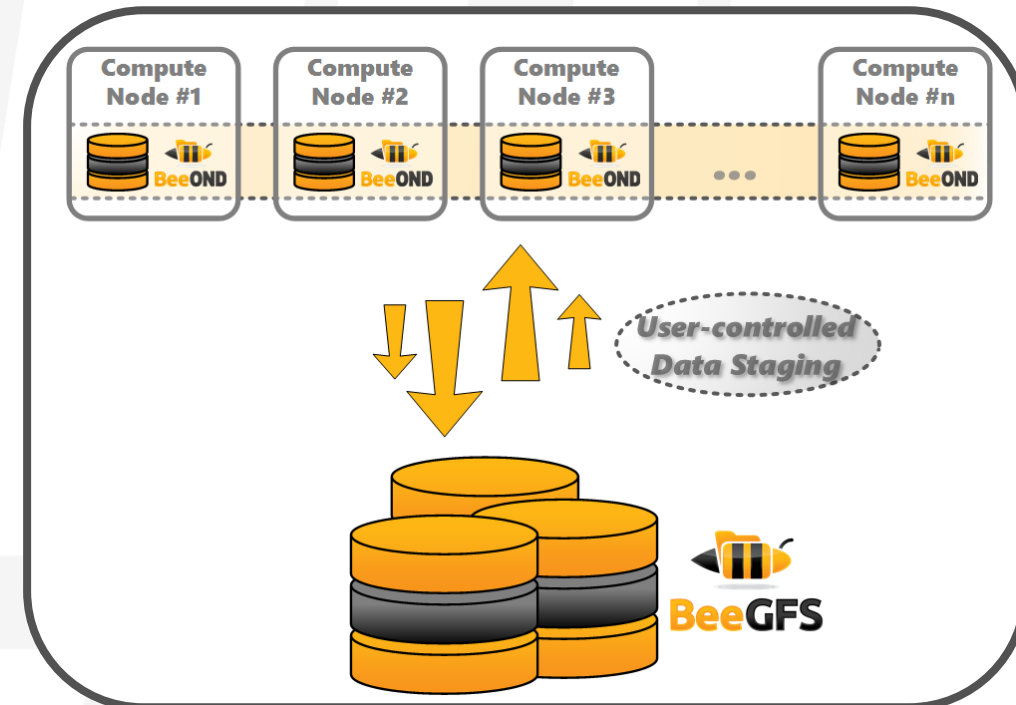 Compute
Node #1
Compute
Node #2
Compute
Node #3
Compute
Node #n
BeeOND
BeeOND
BeeOND
...
BeeOND
User-controlled
Data Staging
BeeGFS